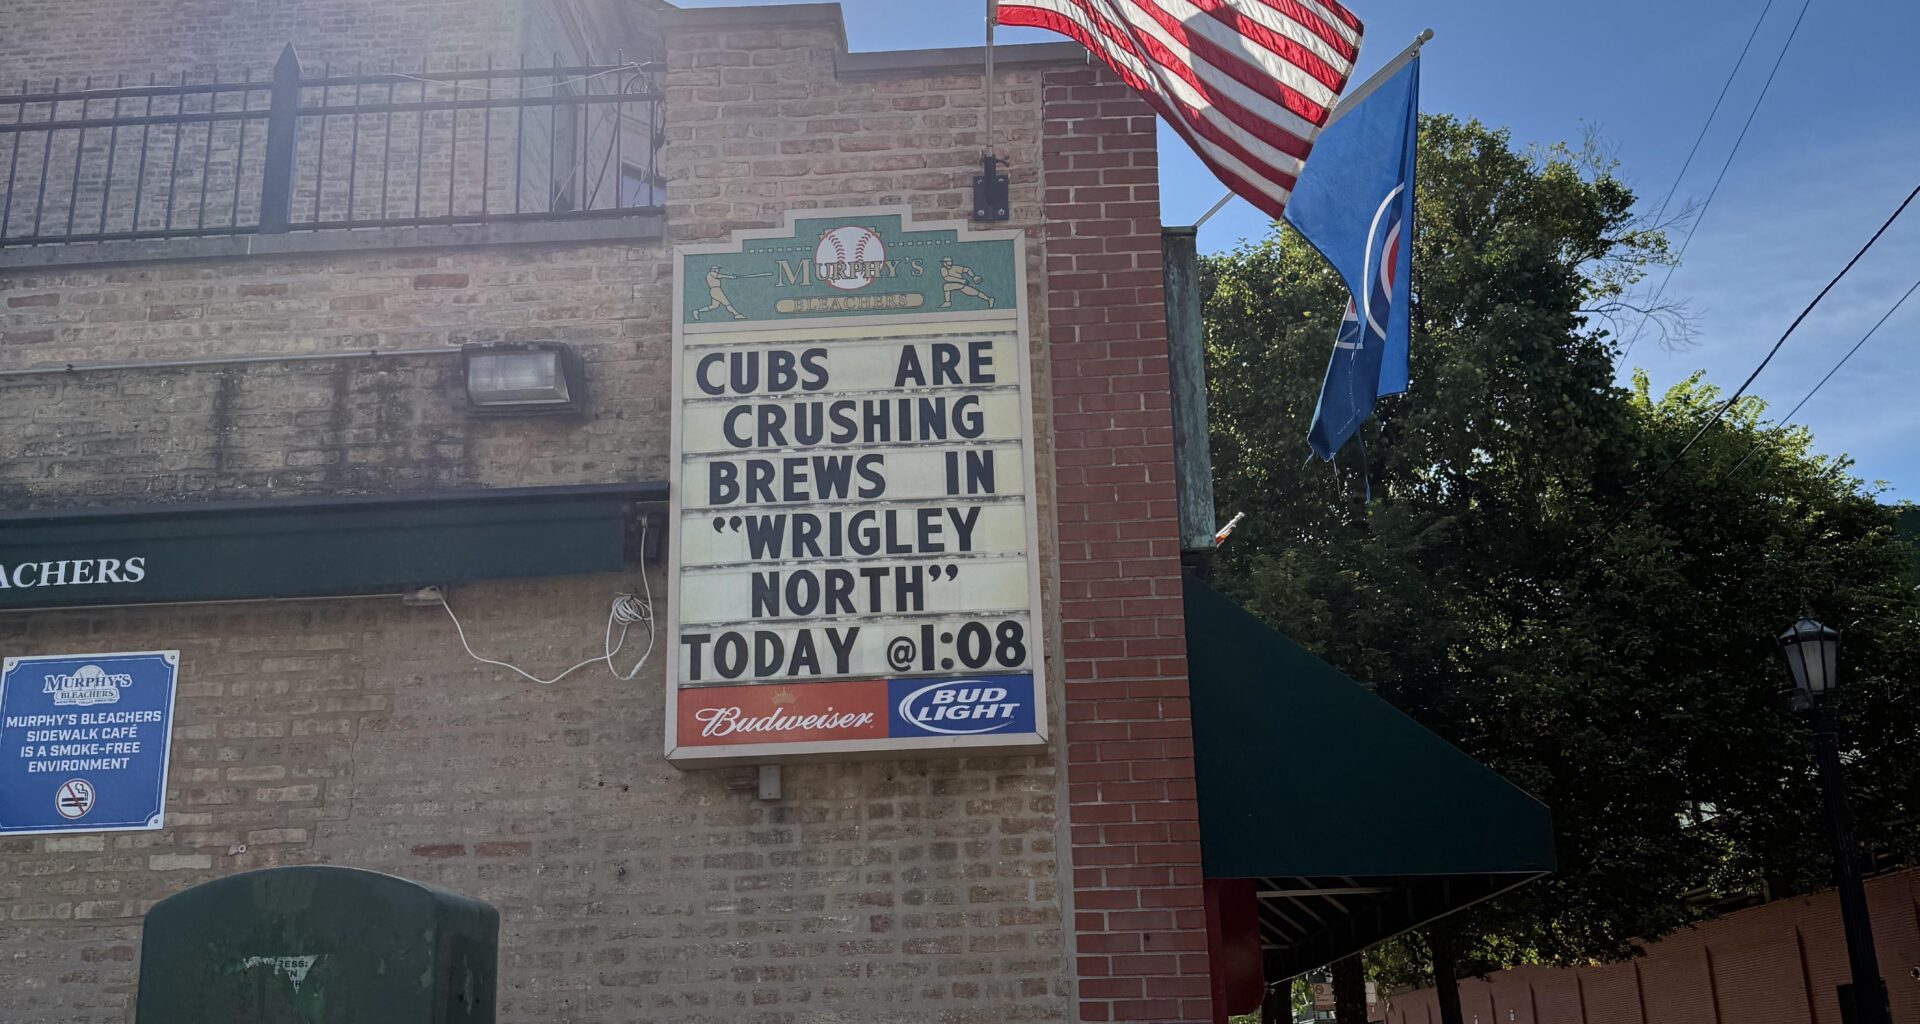 MURPHY'S
BLEACHERS
CUBS ARE
CRUSHING
BREWS IN
“WRIGLEY
NORTH”
TODAY @1:08
Budweiser
BUD
LIGHT
ACHERS
MURPHY'S
BLEACHERS
MURPHY'S BLEACHERS
SIDEWALK CAFÉ
IS A SMOKE-FREE
ENVIRONMENT